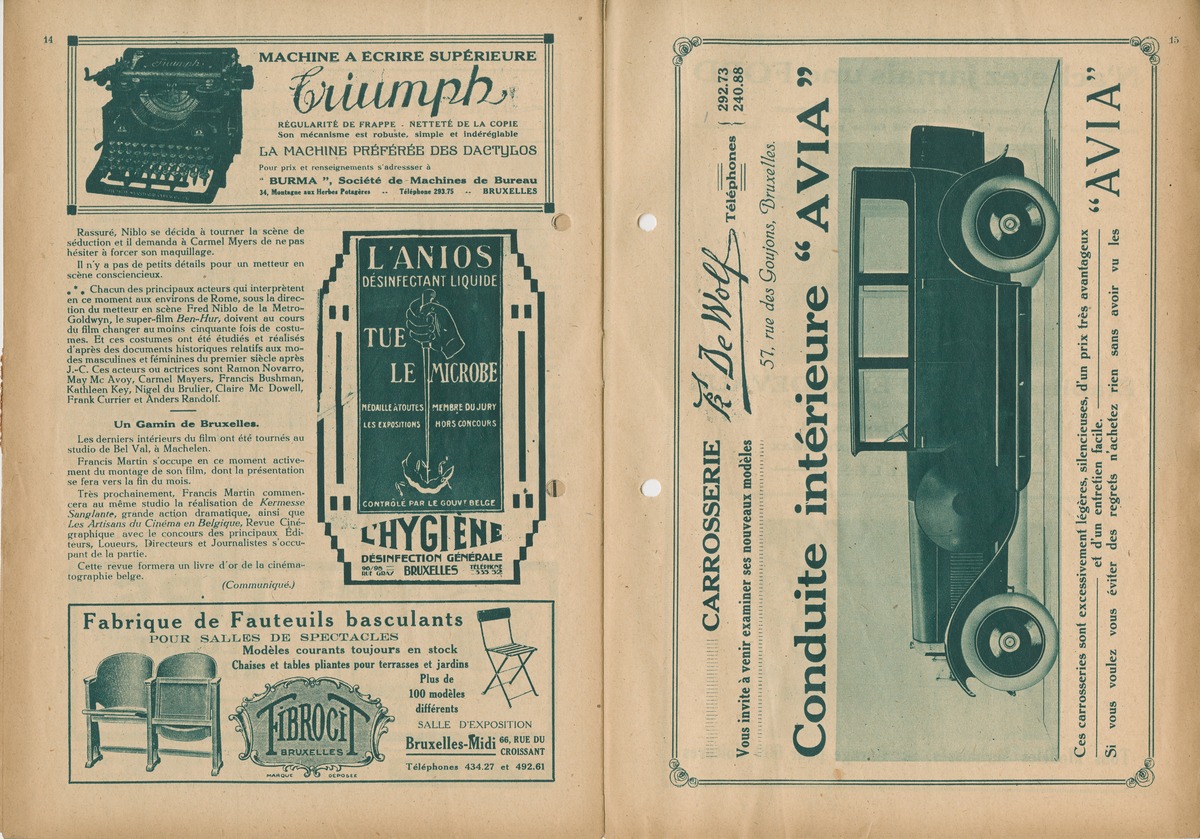 14
MACHINE A ÉCRIRE SUPÉRIEURE
Triumph
RÉGULARITÉ DE FRAPPE - NETTETÉ DE LA COPIE
Son mécanisme est robuste, simple et indéréglable
LA MACHINE PRÉFÉRÉE DES DACTYLOS
Pour prix et renseignements s'adressser à
" BURMA ", Société de Machines de Bureau
34, Montagne aux Herbes Potagères -- Téléphone 293.75 -- BRUXELLES
Rassuré, Niblo se décida à tourner la scène de
séduction et il demanda à Carmel Myers de ne pas
hésiter à forcer son maquillage.
Il n'y a pas de petits détails pour un metteur en
scène consciencieux.
⁂ Chacun des principaux acteurs qui interprètent
en ce moment aux environs de Rome, sous la direc-
tion du metteur en scène Fred Niblo de la Metro-
Goldwyn, le super-film Ben-Hur, doivent au cours
du film changer au moins cinquante fois de costu-
mes. Et ces costumes ont été étudiés et réalisés
d'après des documents historiques relatifs aux mo-
des masculines et féminines du premier siècle après
J.-C. Ces acteurs ou actrices sont Ramon Novarro,
May Mc Avoy, Carmel Mayers, Francis Bushman,
Kathleen Key, Nigel du Brulier, Claire Mc Dowell,
Frank Currier et Anders Randolf.
Un Gamin de Bruxelles.
Les derniers intérieurs du film ont été tournés au
studio de Bel Val, à Machelen.
Francis Martin s'occupe en ce moment active-
ment du montage de son film, dont la présentation
se fera vers la fin du mois.
Très prochainement, Francis Martin commen-
cera au même studio la réalisation de Kermesse
Sanglante, grande action dramatique, ainsi que
Les Artisans du Cinéma en Belgique, Revue Ciné-
graphique avec le concours des principaux Édi-
teurs, Loueurs, Directeurs et Journalistes s'occu-
pant de la partie.
Cette revue formera un livre d'or de la cinéma-
tographie belge.
(Communiqué.)
L'ANIOS
DÉSINFECTANT LIQUIDE
TUE
LE MICROBE
MÉDAILLE À TOUTES MEMBRE DU JURY
LES EXPOSITIONS HORS CONCOURS
CONTRÔLÉ PAR LE GOUVT BELGE
L'HYGIÈNE
DÉSINFECTION GÉNÉRALE
RUE GRAY BRUXELLES TÉLÉPHONE
Fabrique de Fauteuils basculants
POUR SALLES DE SPECTACLES
Modèles courants toujours en stock
Chaises et tables pliantes pour terrasses et jardins
Plus de
100 modèles
différents
FIBROCIT
BRUXELLES
MARQUE DÉPOSÉE
SALLE D'EXPOSITION
Bruxelles-Midi 66, RUE DU
CROISSANT
Téléphones 434.27 et 492.61
15
CARROSSERIE F. De Wolf Téléphones { 292.73
240.88
57, rue des Goujons, Bruxelles.
Vous invite à venir examiner ses nouveaux modèles
Conduite intérieure “ AVIA ”
Ces carrosseries sont excessivement légères, silencieuses, d'un prix très avantageux
et d'un entretien facile.
Si vous voulez vous éviter des regrets n'achetez rien sans avoir vu les “AVIA”